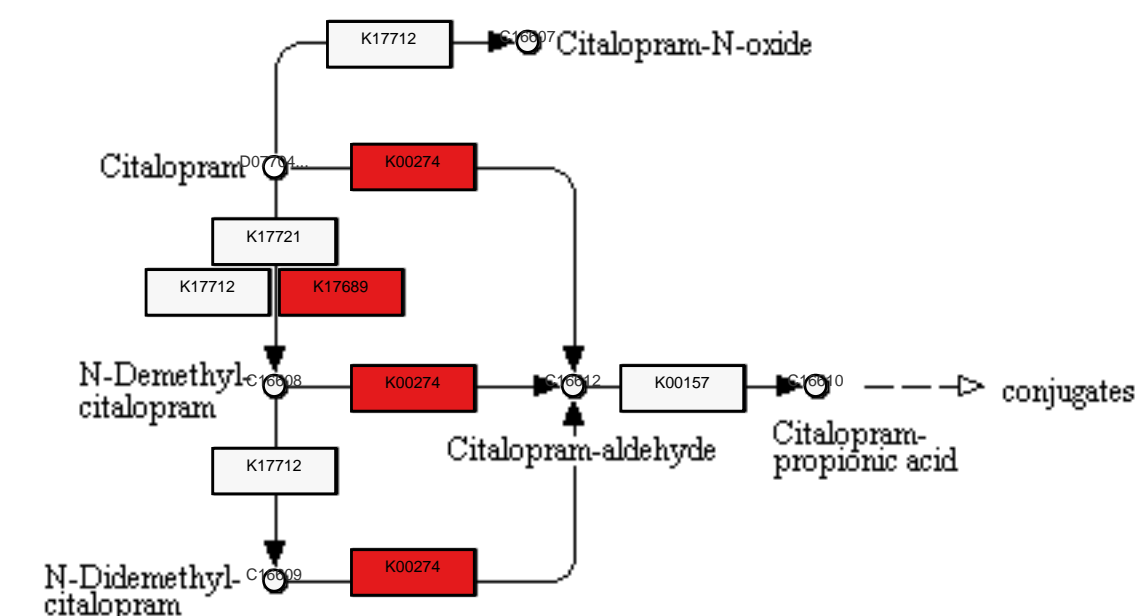 K17712
C16607
Citalopram-N-oxide
Citalopram
D07704...
K00274
K17721
K17712
K17689
N-Demethyl-
citalopram
C16608
K00274
C16612
K00157
C16610
conjugates
Citalopram-aldehyde
Citalopram-
propionic acid
K17712
N-Didemethyl-
citalopram
C16609
K00274